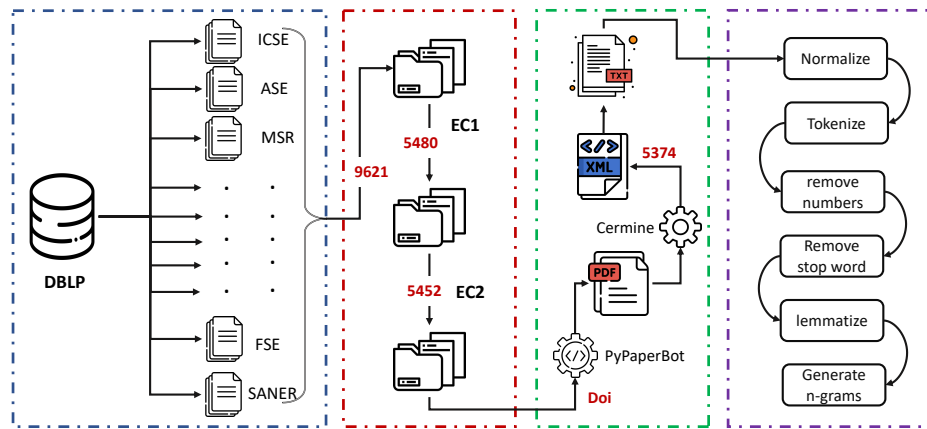 DBLP
ICSE
ASE
MSR
FSE
SANER
9621
EC1
5480
5452
EC2
Doi
PyPaperBot
PDF
Cermine
5374
</>
XML
TXT
Normalize
Tokenize
remove
numbers
Remove
stop word
lemmatize
Generate
n-grams